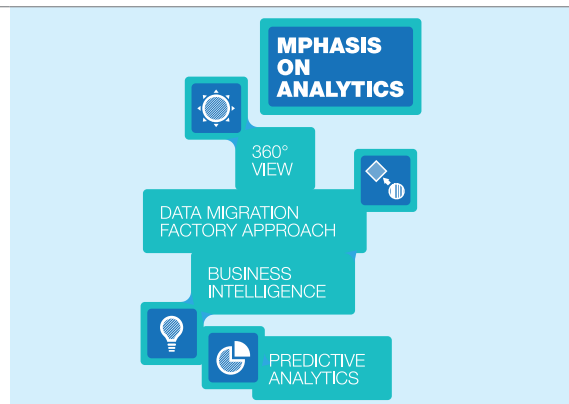 MPHASIS
ON
ANALYTICS
360°
VIEW
DATA MIGRATION
FACTORY APPROACH
BUSINESS
INTELLIGENCE
PREDICTIVE
ANALYTICS